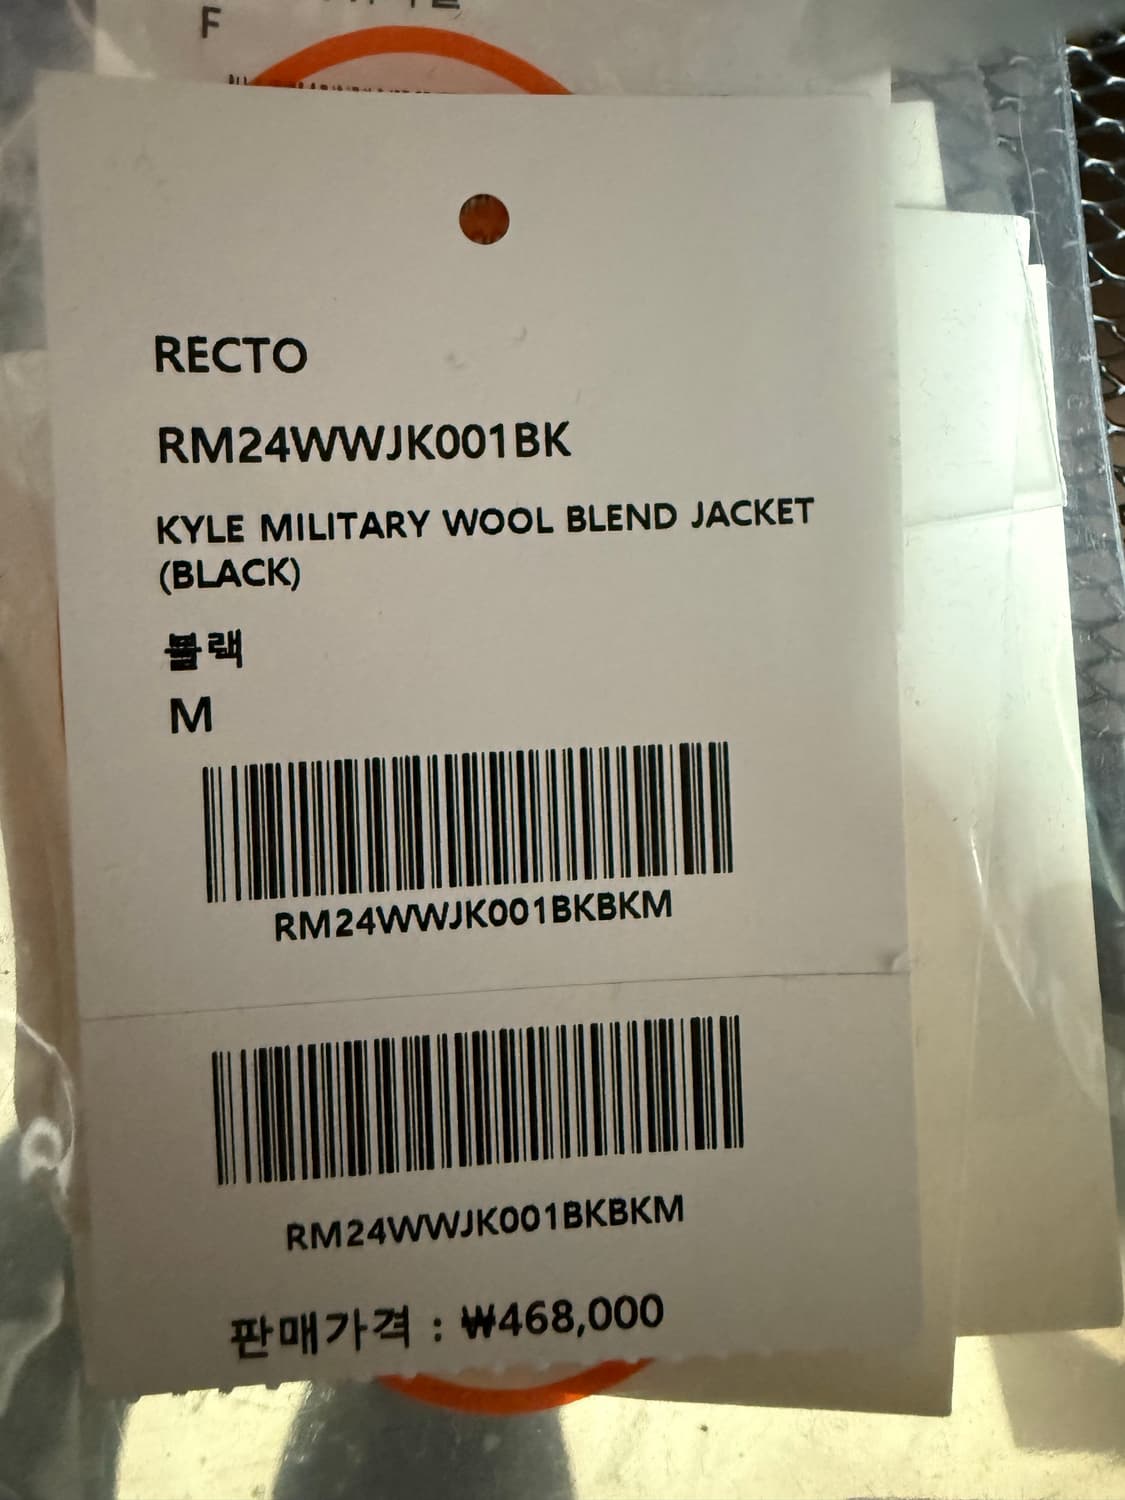 F
RECTO
RM24WWJK001BK
KYLE MILITARY WOOL BLEND JACKET
(BLACK)
블랙
M
RM24WWJK001BKBKM
RM24WWJK001BKBKM
판매가격 : ₩468,000